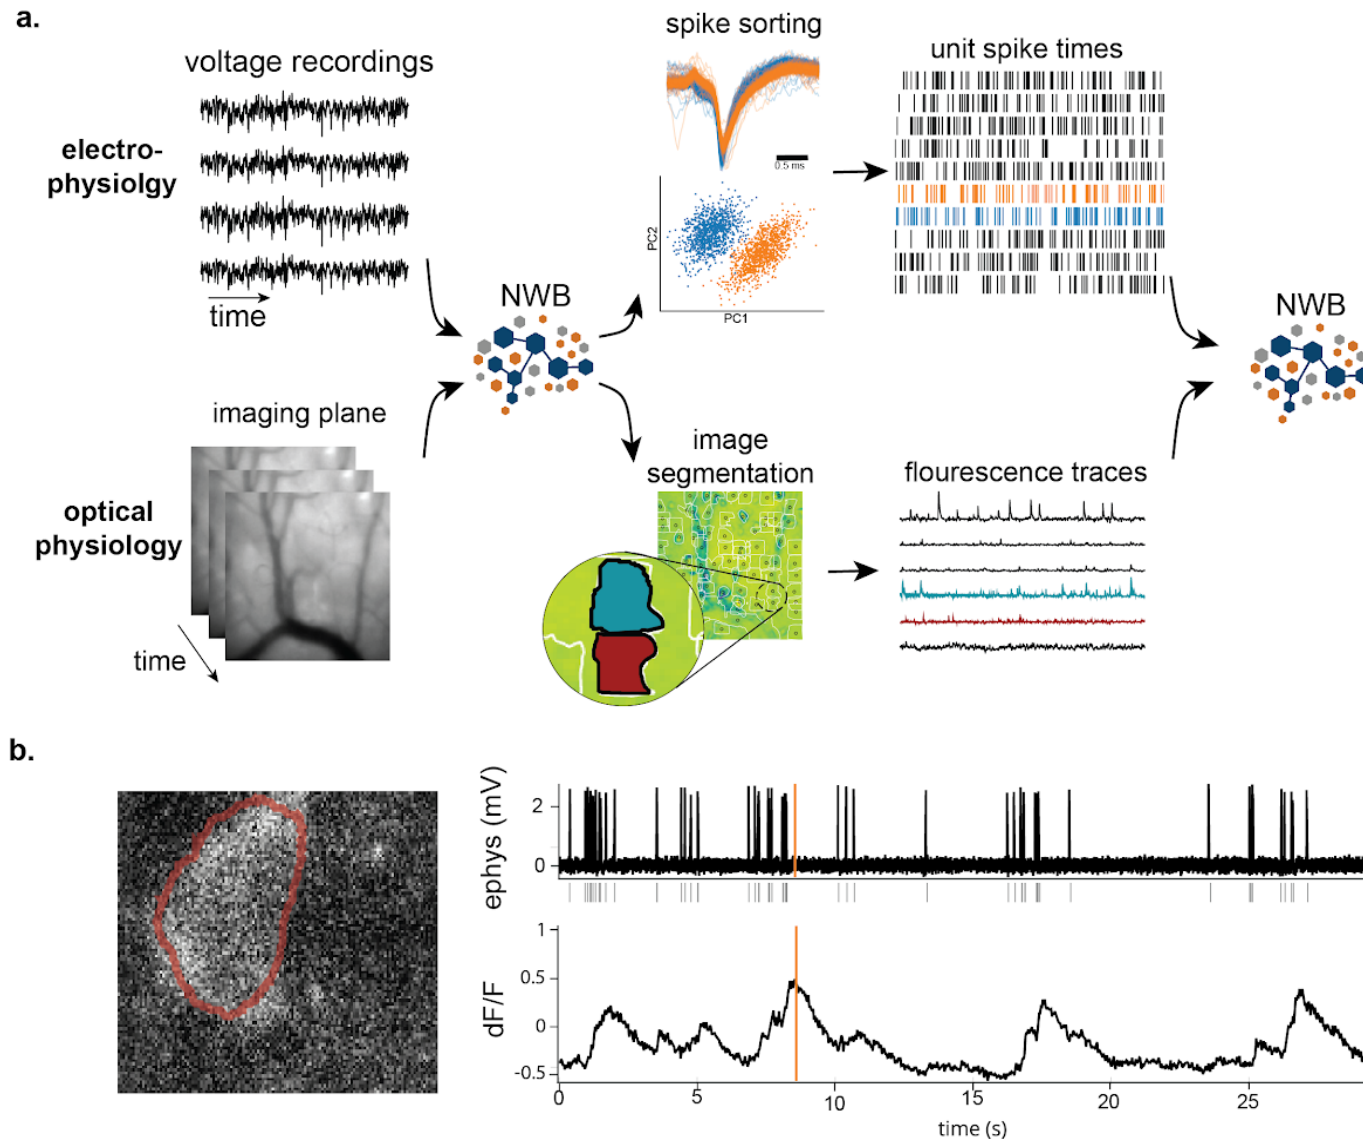 a.
voltage recordings
electro-
physiolgy
time
NWB
spike sorting
0.5 ms
PC2
PC1
unit spike times
NWB
imaging plane
optical
physiology
time
image
segmentation
flourescence traces
b.
ephys (mV)
2
0
dF/F
1
0.5
0
-0.5
0
5
10
15
20
25
time (s)